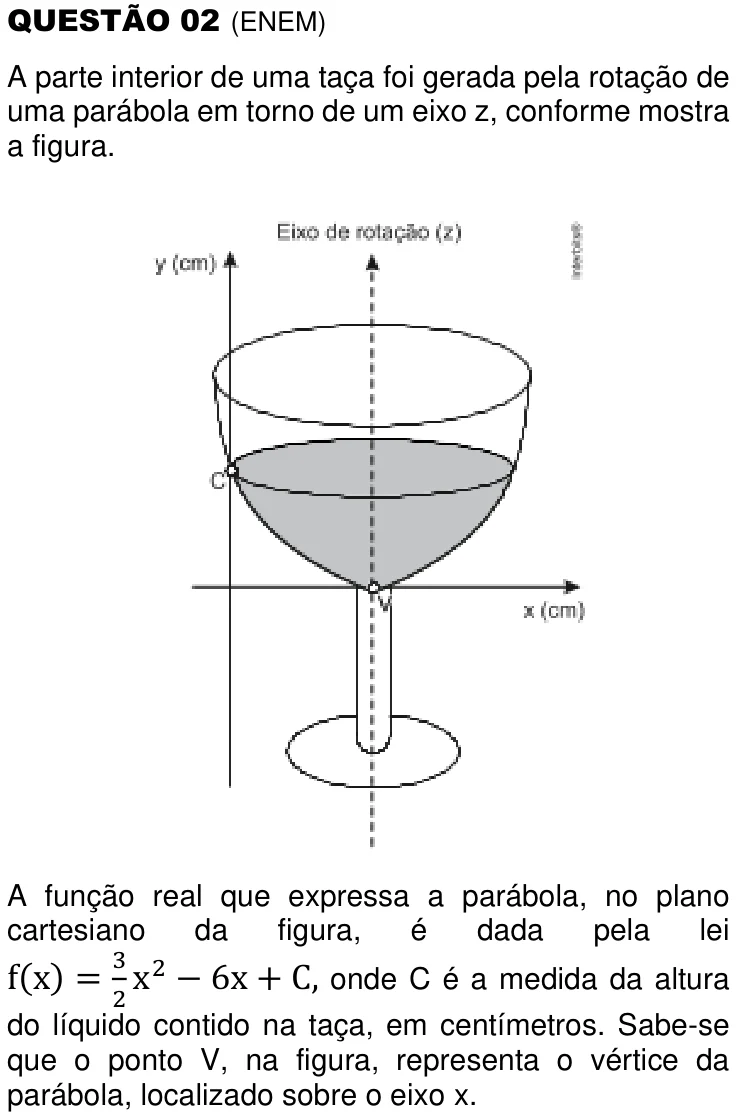 QUESTÃO 02 (ENEM)
A parte interior de uma taça foi gerada pela rotação de
uma parábola em torno de um eixo z, conforme mostra
a figura.
Eixo de rotação (z)
Interbits®
y (cm)
C
V
x (cm)
A função real que expressa a parábola, no plano
cartesiano da figura, é dada pela lei
f(x) = 3/2 x² − 6x + C, onde C é a medida da altura
do líquido contido na taça, em centímetros. Sabe-se
que o ponto V, na figura, representa o vértice da
parábola, localizado sobre o eixo x.